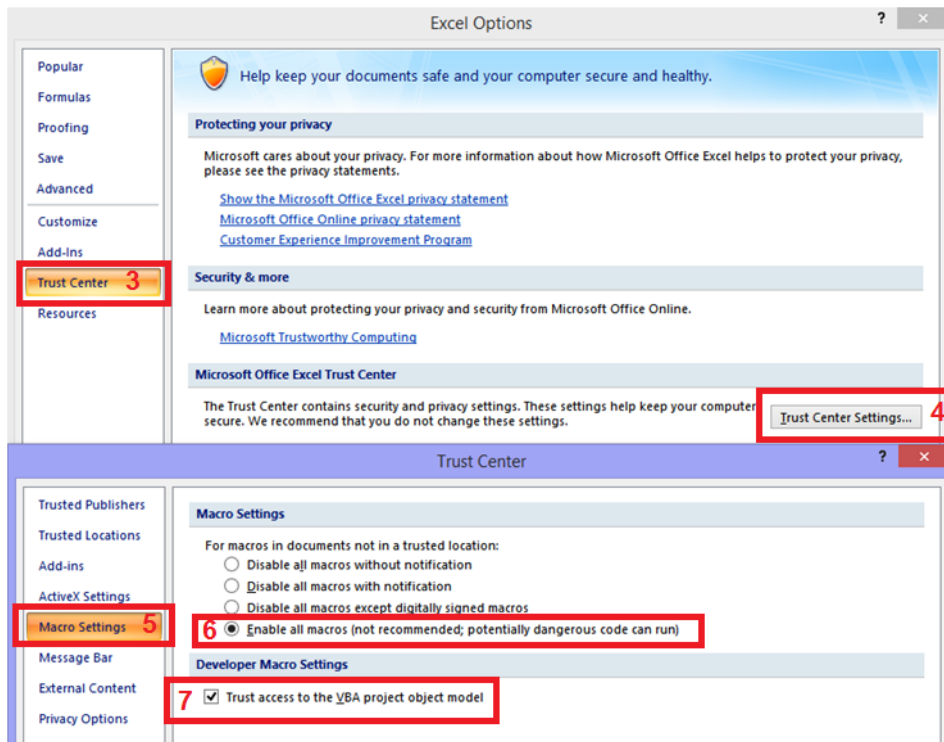 Excel Options
?
Popular
Formulas
Proofing
Save
Advanced
Customize
Add-Ins
Trust Center 3
Resources
Help keep your documents safe and your computer secure and healthy.
Protecting your privacy
Microsoft cares about your privacy. For more information about how Microsoft Office Excel helps to protect your privacy,
please see the privacy statements.
Show the Microsoft Office Excel privacy statement
Microsoft Office Online privacy statement
Customer Experience Improvement Program
Security & more
Learn more about protecting your privacy and security from Microsoft Office Online.
Microsoft Trustworthy Computing
Microsoft Office Excel Trust Center
The Trust Center contains security and privacy settings. These settings help keep your computer
secure. We recommend that you do not change these settings.
Trust Center Settings... 4
Trust Center
?
Trusted Publishers
Trusted Locations
Add-ins
ActiveX Settings
Macro Settings 5
Message Bar
External Content
Privacy Options
Macro Settings
For macros in documents not in a trusted location:
Disable all macros without notification
Disable all macros with notification
Disable all macros except digitally signed macros
6 Enable all macros (not recommended; potentially dangerous code can run)
Developer Macro Settings
7 Trust access to the VBA project object model